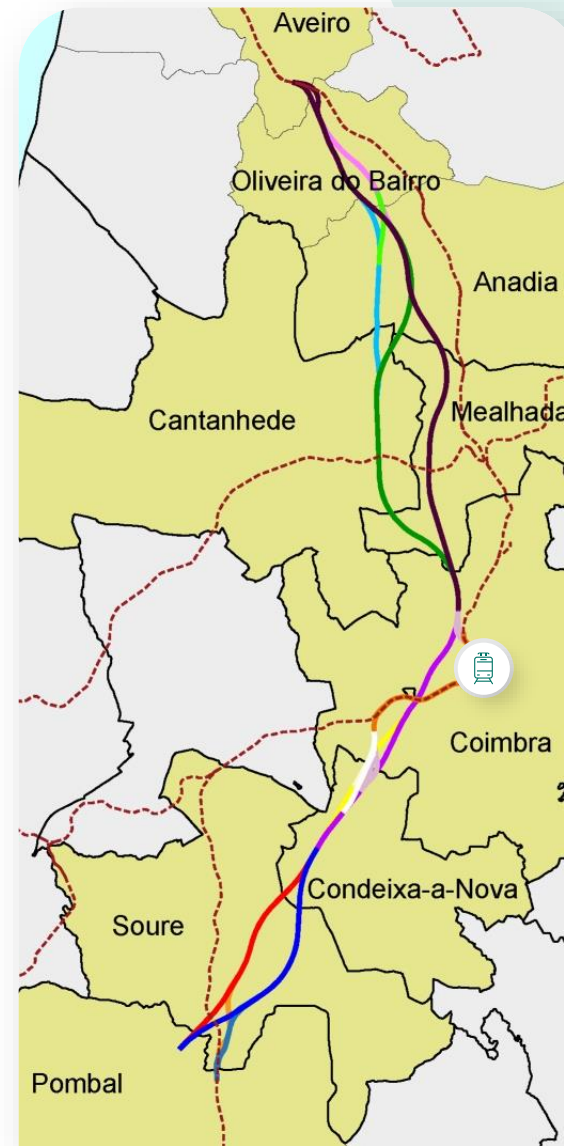 Aveiro
Oliveira do Bairro
Anadia
Cantanhede
Mealhada
Coimbra
Condeixa-a-Nova
Soure
Pombal